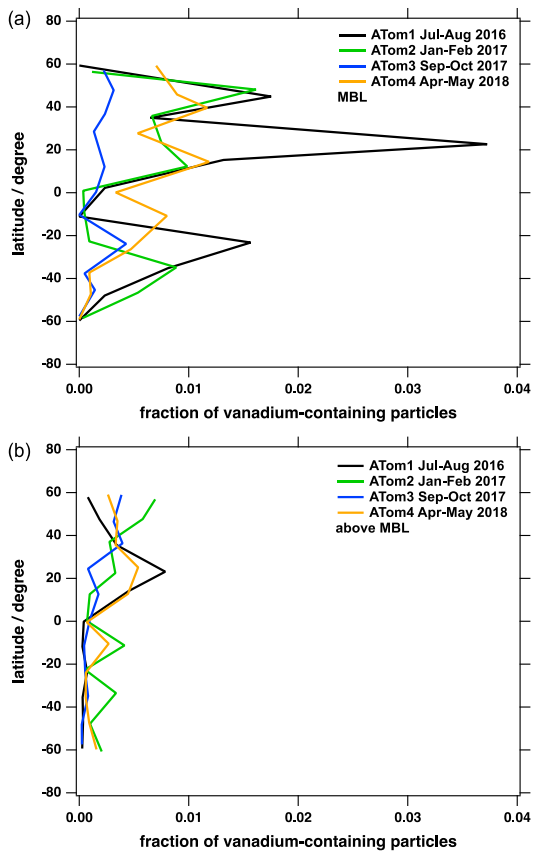 (a)
80
60
40
20
0
-20
-40
-60
-80
latitude / degree
ATom1 Jul-Aug 2016
ATom2 Jan-Feb 2017
ATom3 Sep-Oct 2017
ATom4 Apr-May 2018
MBL
0.00 0.01 0.02 0.03 0.04
fraction of vanadium-containing particles
(b)
80
60
40
20
0
-20
-40
-60
-80
latitude / degree
ATom1 Jul-Aug 2016
ATom2 Jan-Feb 2017
ATom3 Sep-Oct 2017
ATom4 Apr-May 2018
above MBL
0.00 0.01 0.02 0.03 0.04
fraction of vanadium-containing particles